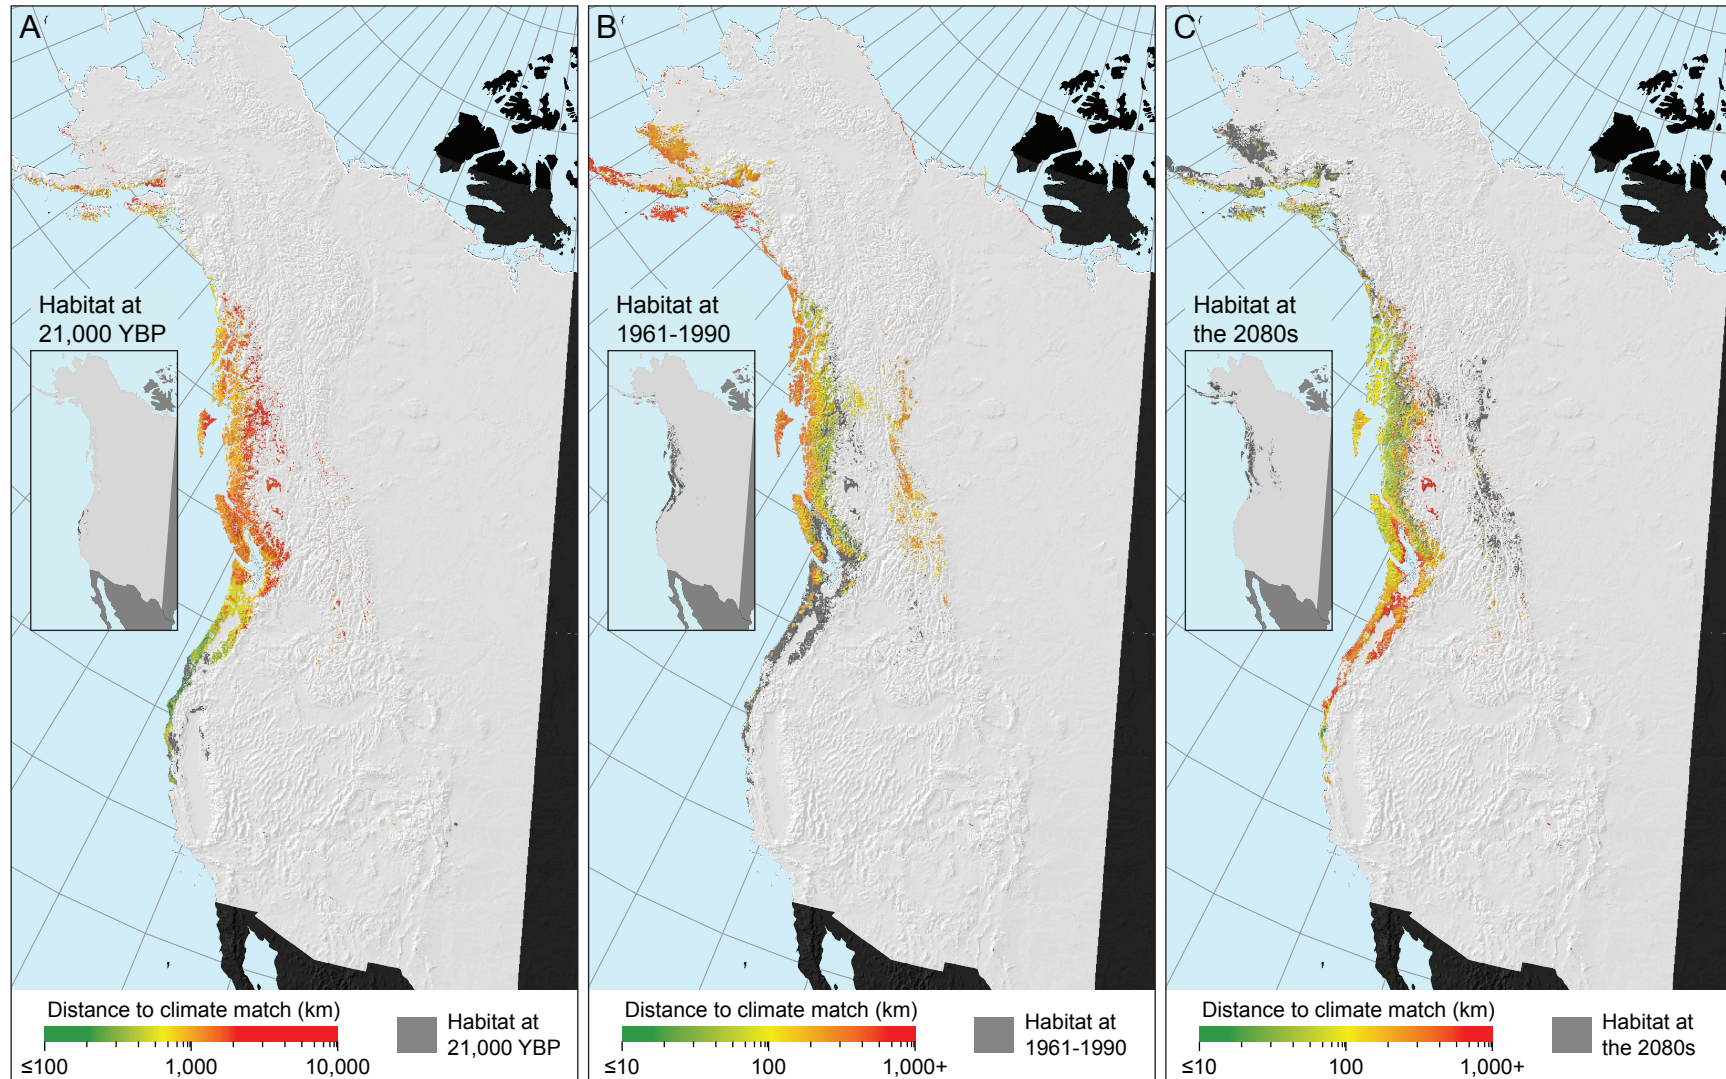 A
Habitat at
21,000 YBP
Distance to climate match (km)
≤100 1,000 10,000
Habitat at
21,000 YBP
B
Habitat at
1961-1990
Distance to climate match (km)
≤10 100 1,000+
Habitat at
1961-1990
C
Habitat at
the 2080s
Distance to climate match (km)
≤10 100 1,000+
Habitat at
the 2080s